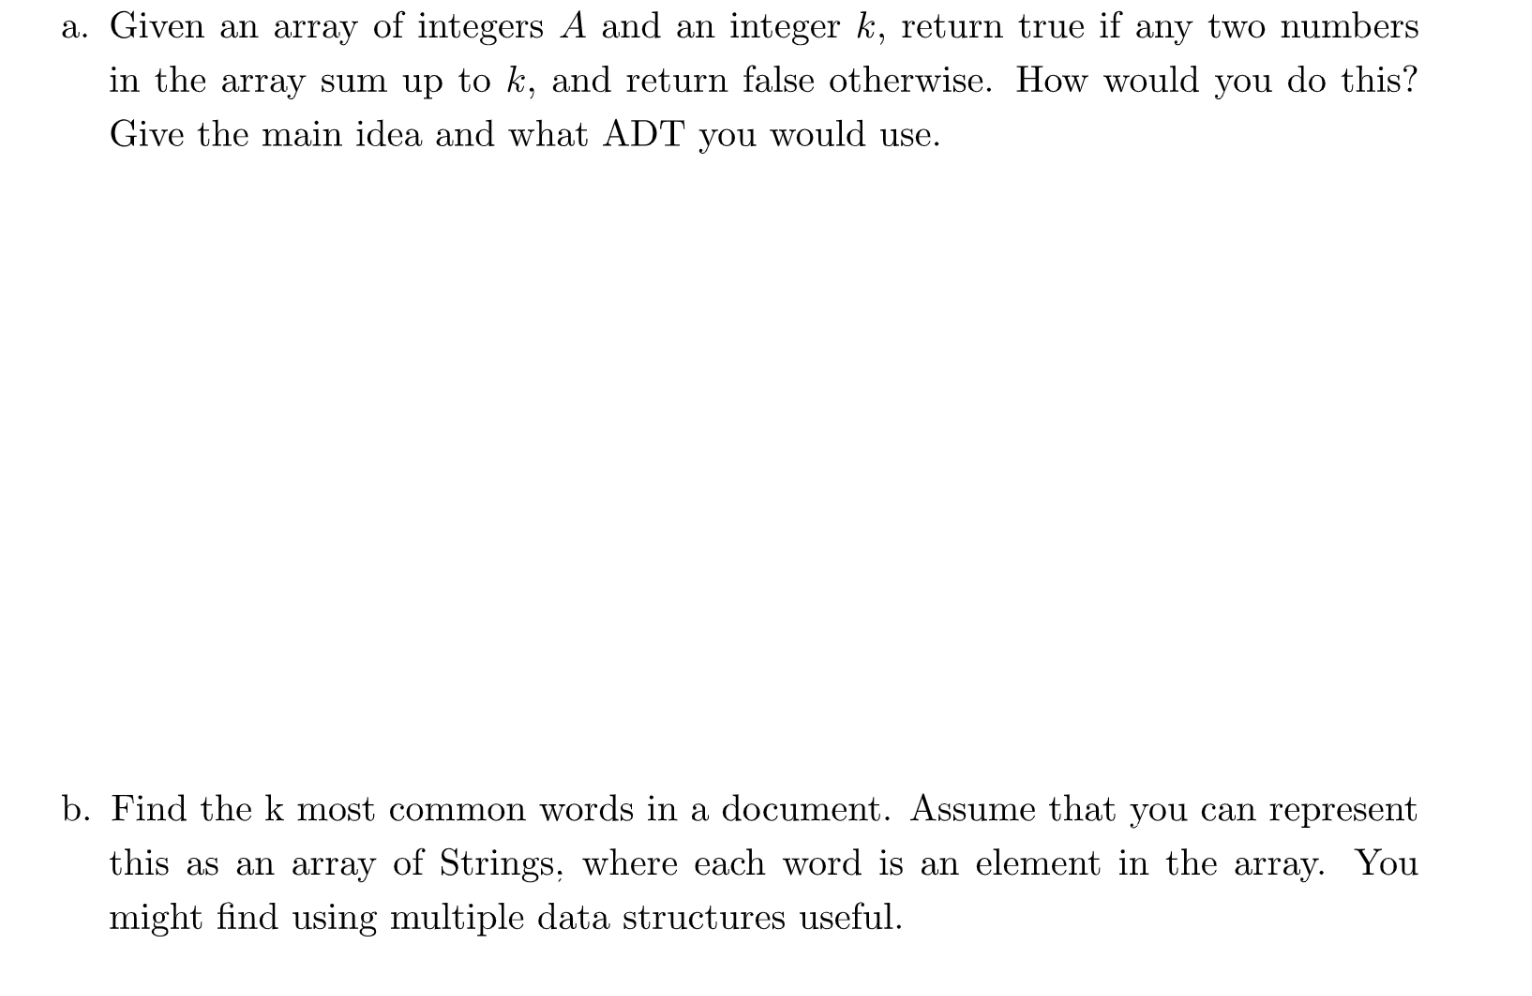 a. Given an array of integers A and an integer k, return true if any two numbers
in the array sum up to k, and return false otherwise. How would you do this?
Give the main idea and what ADT you would use.
b. Find the k most common words in a document. Assume that you can represent
this as an array of Strings, where each word is an element in the array. You
might find using multiple data structures useful.